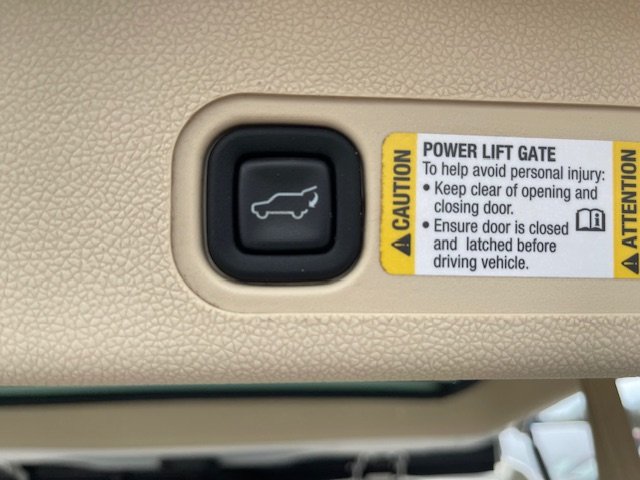 CAUTION
POWER LIFT GATE
To help avoid personal injury:
• Keep clear of opening and
closing door.
• Ensure door is closed
and latched before
driving vehicle.
ATTENTION